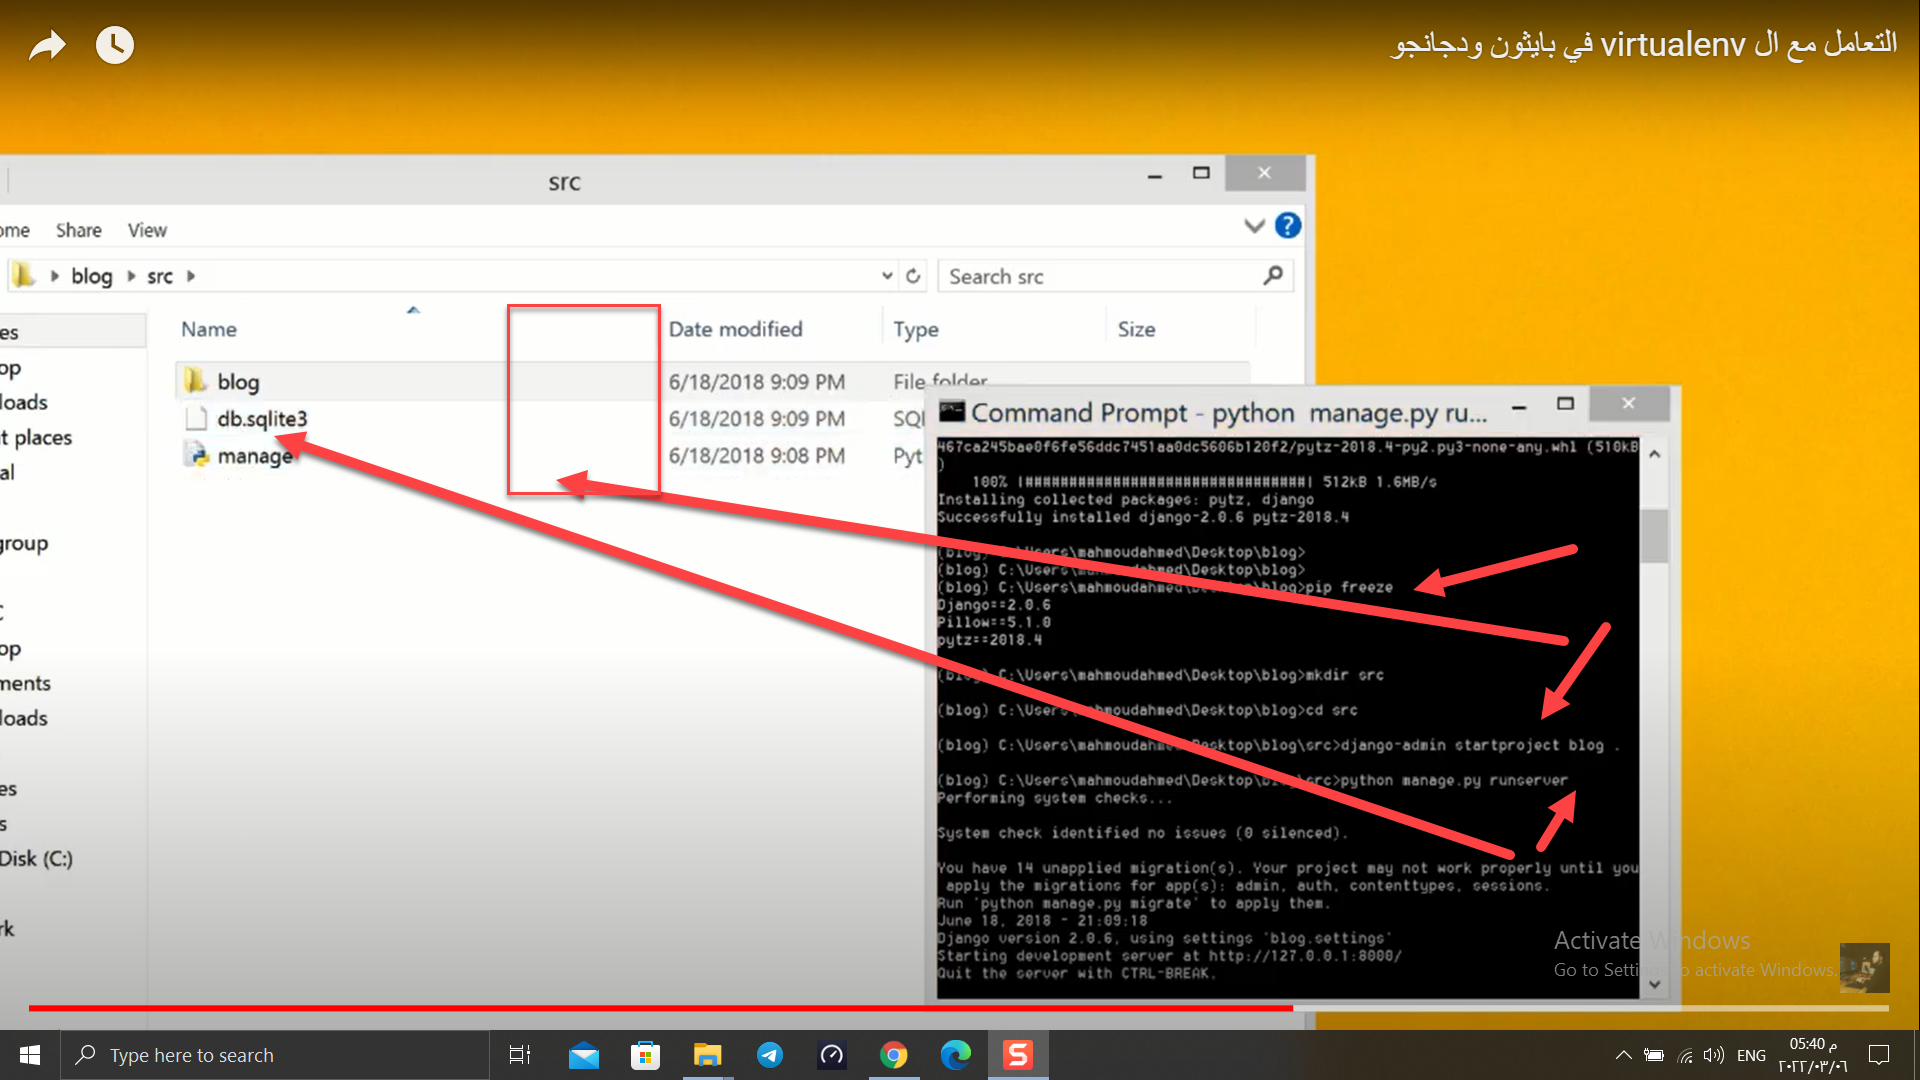 التعامل مع ال virtualenv في بايثون ودجانجو
src
ome Share View
blog src
Search src
Name Date modified Type Size
blog 6/18/2018 9:09 PM File folder
db.sqlite3 6/18/2018 9:09 PM SQL
manage 6/18/2018 9:08 PM Pyt
es
op
loads
t places
al
group
C
op
ments
loads
es
s
Disk (C:)
rk
Command Prompt - python manage.py ru...
467ca245bae0f6fe56ddc7451aa0dc5606b120f2/pytz-2018.4-py2.py3-none-any.whl (510kB
)
100% |################################| 512kB 1.6MB/s
Installing collected packages: pytz, django
Successfully installed django-2.0.6 pytz-2018.4
(blog) C:\Users\mahmoudahmed\Desktop\blog>
(blog) C:\Users\mahmoudahmed\Desktop\blog>
(blog) C:\Users\mahmoudahmed\Desktop\blog>pip freeze
Django==2.0.6
Pillow==5.1.0
pytz==2018.4
(blog) C:\Users\mahmoudahmed\Desktop\blog>mkdir src
(blog) C:\Users\mahmoudahmed\Desktop\blog>cd src
(blog) C:\Users\mahmoudahmed\Desktop\blog\src>django-admin startproject blog .
(blog) C:\Users\mahmoudahmed\Desktop\blog\src>python manage.py runserver
Performing system checks...
System check identified no issues (0 silenced).
You have 14 unapplied migration(s). Your project may not work properly until you
apply the migrations for app(s): admin, auth, contenttypes, sessions.
Run 'python manage.py migrate' to apply them.
June 18, 2018 - 21:09:18
Django version 2.0.6, using settings 'blog.settings'
Starting development server at http://127.0.0.1:8000/
Quit the server with CTRL-BREAK.
Activate Windows
Go to Settings to activate Windows.
Type here to search
ENG
05:40 م
٢٠٢٢/٠٣/٠٦